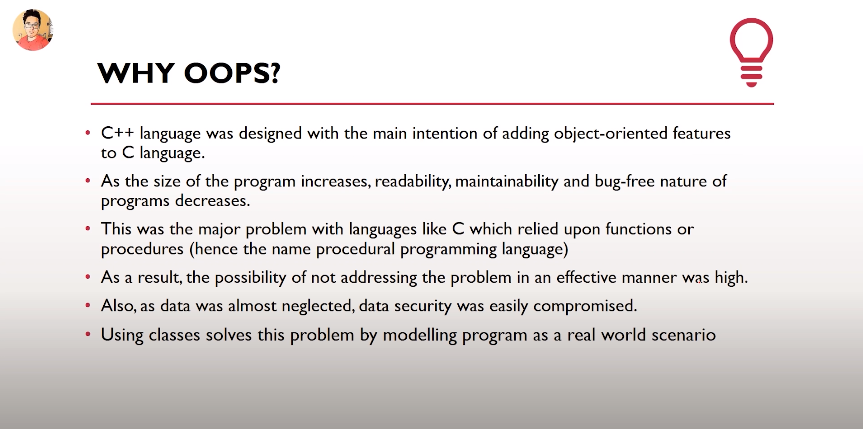 WHY OOPS?
• C++ language was designed with the main intention of adding object-oriented features
to C language.
• As the size of the program increases, readability, maintainability and bug-free nature of
programs decreases.
• This was the major problem with languages like C which relied upon functions or
procedures (hence the name procedural programming language)
• As a result, the possibility of not addressing the problem in an effective manner was high.
• Also, as data was almost neglected, data security was easily compromised.
• Using classes solves this problem by modelling program as a real world scenario